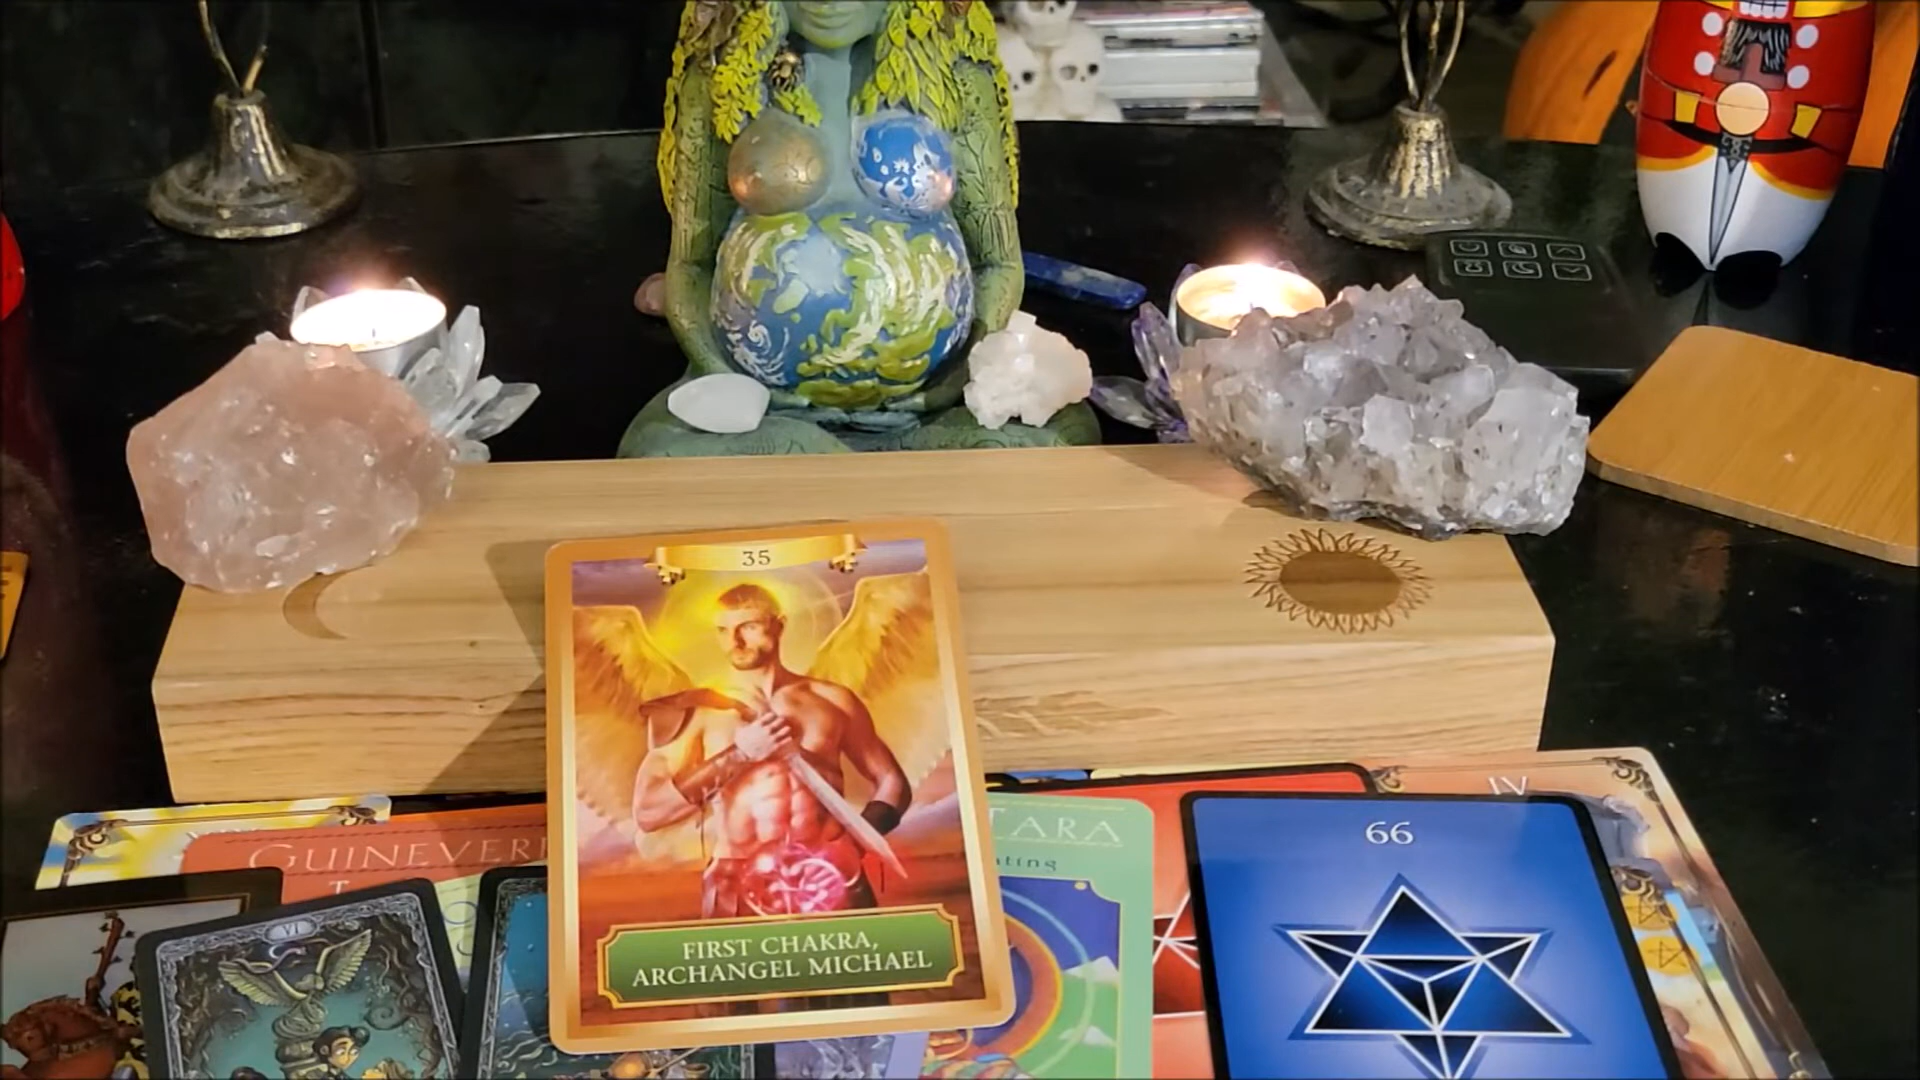 35
FIRST CHAKRA,
ARCHANGEL MICHAEL
IV
66
GUINEVERE
TARA
VI